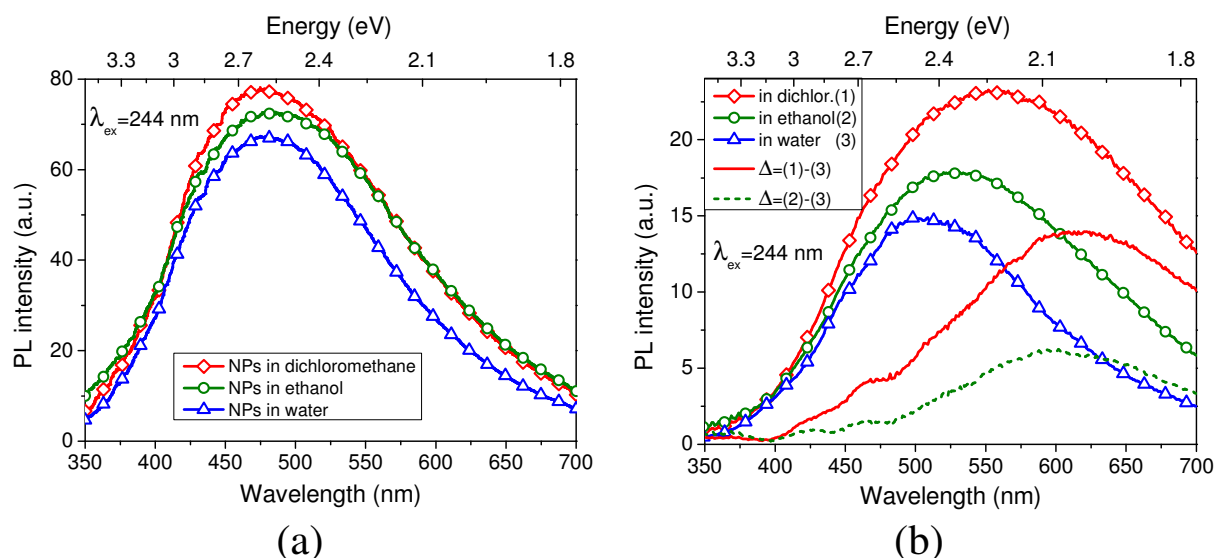 Energy (eV)
3.3 3 2.7 2.4 2.1 1.8
80
60
40
20
0
PL intensity (a.u.)
λex=244 nm
NPs in dichloromethane
NPs in ethanol
NPs in water
350 400 450 500 550 600 650 700
Wavelength (nm)
(a)
Energy (eV)
3.3 3 2.7 2.4 2.1 1.8
20
15
10
5
0
PL intensity (a.u.)
in dichlor.(1)
in ethanol(2)
in water (3)
Δ=(1)-(3)
Δ=(2)-(3)
λex=244 nm
350 400 450 500 550 600 650 700
Wavelength (nm)
(b)